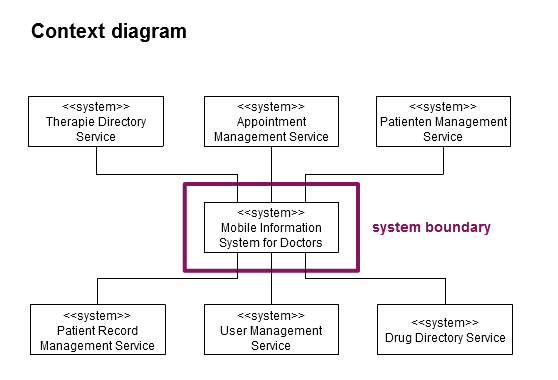 Context diagram
<<system>>
Therapie Directory
Service
<<system>>
Appointment
Management Service
<<system>>
Patienten Management
Service
<<system>>
Mobile Information
System for Doctors
system boundary
<<system>>
Patient Record
Management Service
<<system>>
User Management
Service
<<system>>
Drug Directory Service